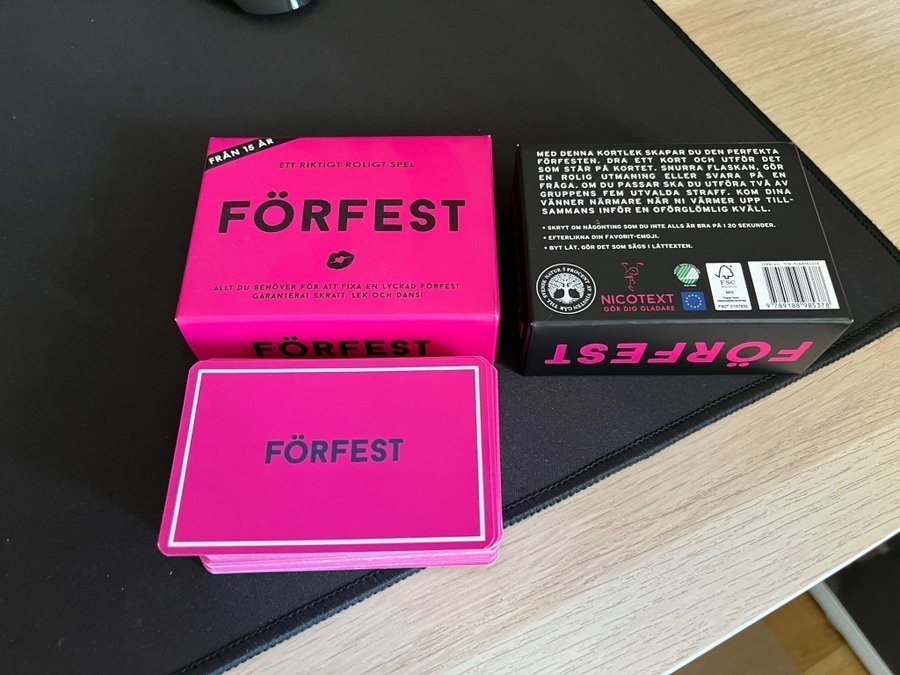 FRÅN 15 ÅR
ETT RIKTIGT ROLIGT SPEL
FÖRFEST
ALLT DU BEHÖVER FÖR ATT FIXA EN LYCKAD FÖRFEST.
GARANTERAT SKRATT, LEK OCH DANS!
FÖRFEST
FÖRFEST
MED DENNA KORTLEK SKAPAR DU DEN PERFEKTA
FÖRFESTEN. DRA ETT KORT OCH UTFÖR DET
SOM STÅR PÅ KORTET. SNURRA FLASKAN, GÖR
EN ROLIG UTMANING ELLER SVARA PÅ EN
FRÅGA. OM DU PASSAR SKA DU UTFÖRA TVÅ AV
GRUPPENS FEM UTVALDA STRAFF. KOM DINA
VÄNNER NÄRMARE NÄR NI VÄRMER UPP TILL-
SAMMANS INFÖR EN OFÖRGLÖMLIG KVÄLL.
• SKRYT OM NÅGONTING SOM DU INTE ALLS ÄR BRA PÅ I 20 SEKUNDER.
• EFTERLIKNA DIN FAVORIT-EMOJI.
• BYT LÅT. GÖR DET SOM SÄGS I LÅTTEXTEN.
NICOTEXT
GÖR DIG GLADARE
FSC
MIX
9 789188 985378
FÖRFEST